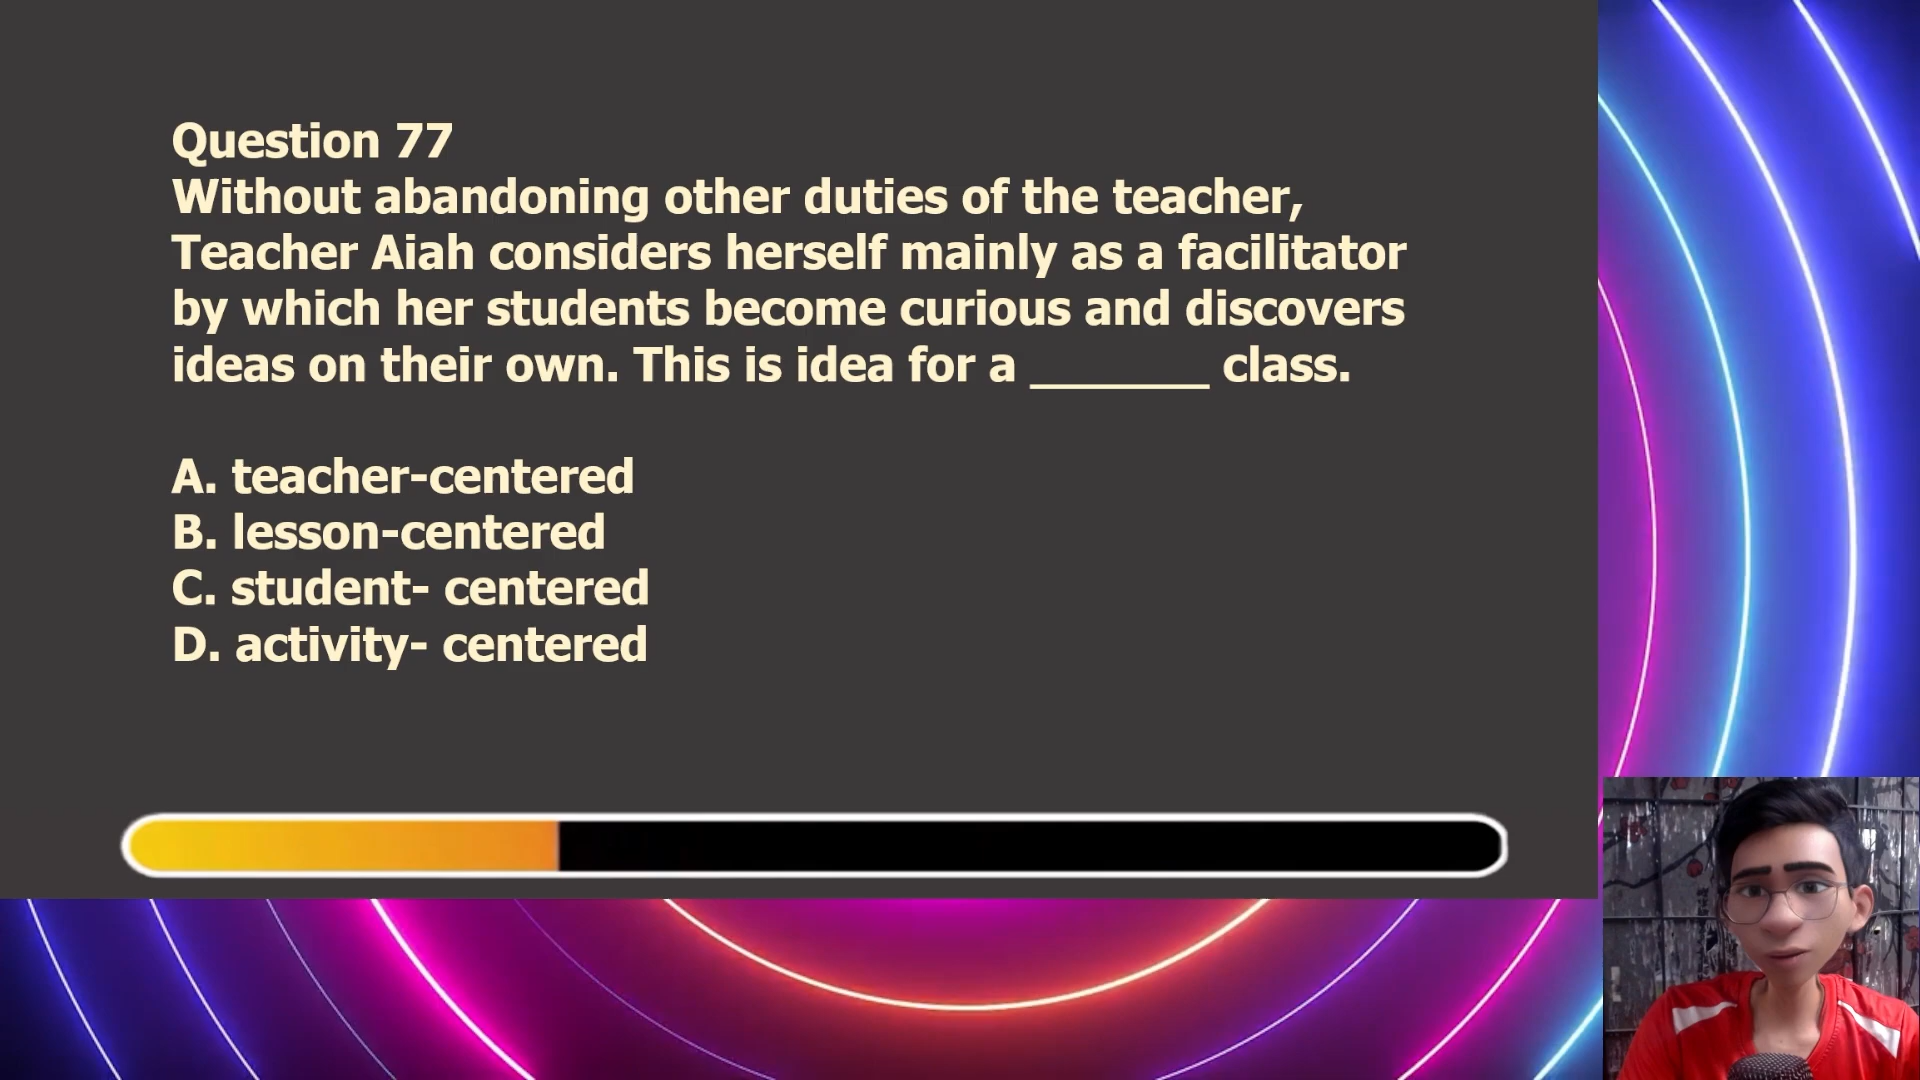 Question 77
Without abandoning other duties of the teacher,
Teacher Aiah considers herself mainly as a facilitator
by which her students become curious and discovers
ideas on their own. This is idea for a _______ class.
A. teacher-centered
B. lesson-centered
C. student- centered
D. activity- centered